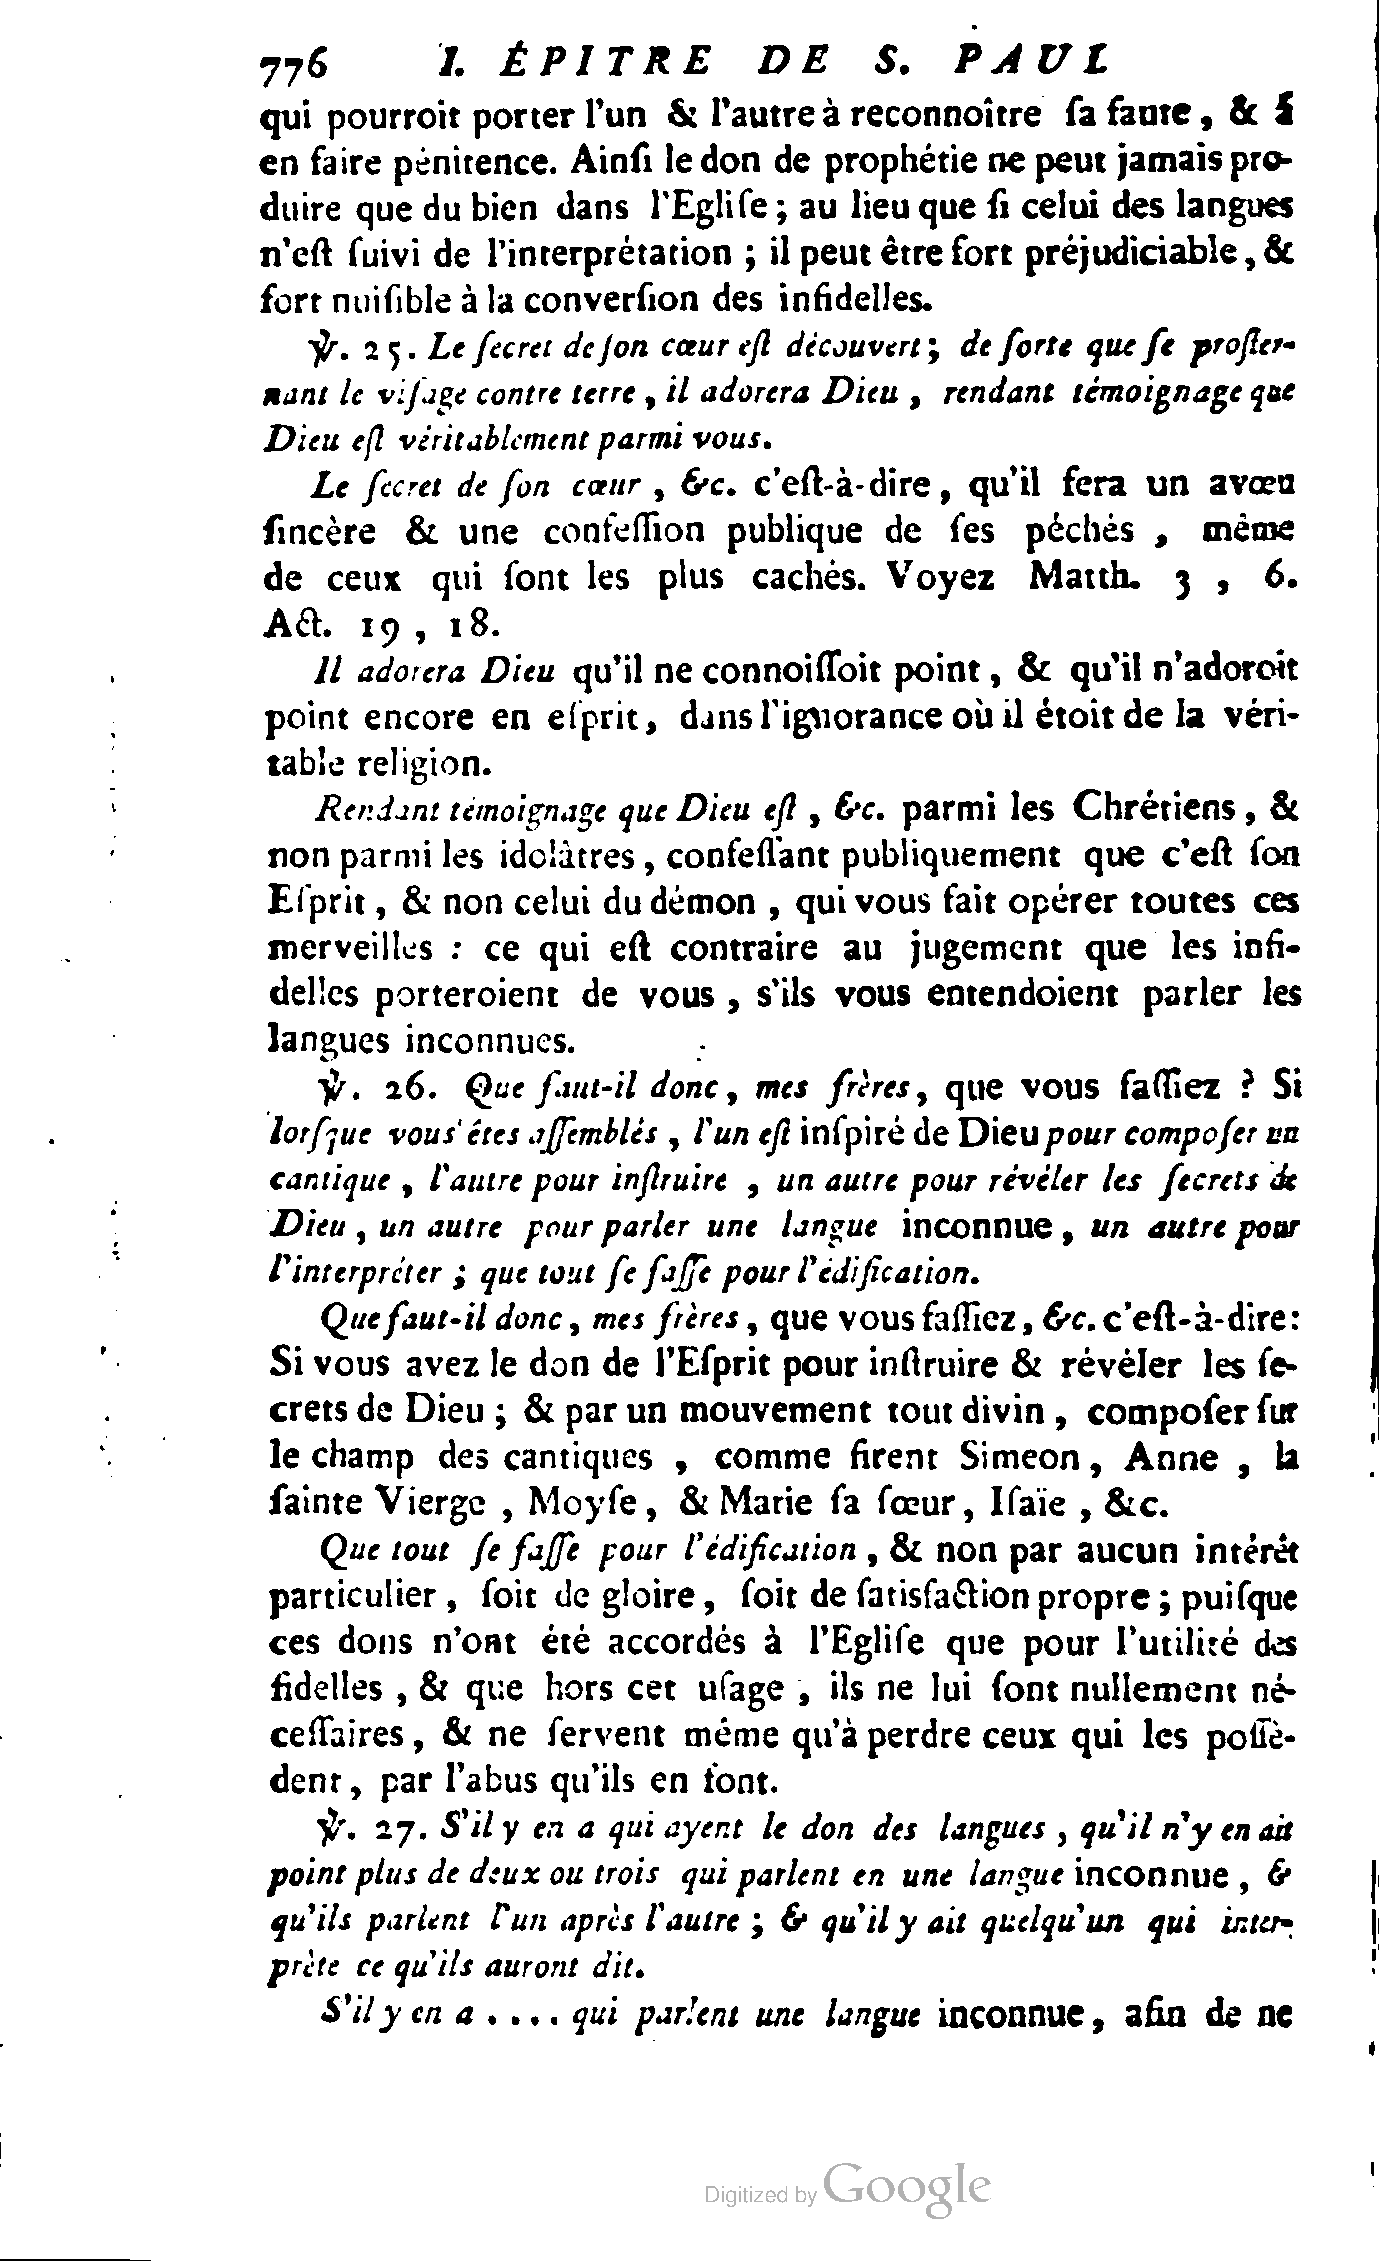 776 I. ÉPITRE DE S. PAUL
qui pourroit porter l'un & l'autre à reconnoître ſa faute, & à
en faire pénitence. Ainſi le don de prophétie ne peut jamais pro-
duire que du bien dans l'Egliſe ; au lieu que ſi celui des langues
n'eſt ſuivi de l'interprétation ; il peut être fort préjudiciable, &
fort nuiſible à la converſion des infidelles.
℣. 25. Le ſecret de ſon cœur eſt découvert ; de ſorte que ſe proſter-
nant le viſage contre terre, il adorera Dieu, rendant témoignage que
Dieu eſt véritablement parmi vous.
Le ſecret de ſon cœur, &c. c'eſt-à-dire, qu'il fera un avœu
ſincère & une confeſſion publique de ſes péchés, même
de ceux qui ſont les plus cachés. Voyez Matth. 3, 6.
Act. 19, 18.
Il adorera Dieu qu'il ne connoiſſoit point, & qu'il n'adoroit
point encore en eſprit, dans l'ignorance où il étoit de la véri-
table religion.
Rendant témoignage que Dieu eſt, &c. parmi les Chrétiens, &
non parmi les idolâtres, confeſſant publiquement que c'eſt ſon
Eſprit, & non celui du démon, qui vous fait opérer toutes ces
merveilles : ce qui eſt contraire au jugement que les infi-
delles porteroient de vous, s'ils vous entendoient parler les
langues inconnues.
℣. 26. Que faut-il donc, mes frères, que vous faſſiez ? Si
lorſque vous êtes aſſemblés, l'un eſt inſpiré de Dieu pour compoſer un
cantique, l'autre pour inſtruire, un autre pour révéler les ſecrets de
Dieu, un autre pour parler une langue inconnue, un autre pour
l'interpréter ; que tout ſe faſſe pour l'édification.
Que faut-il donc, mes frères, que vous faſſiez, &c. c'eſt-à-dire :
Si vous avez le don de l'Eſprit pour inſtruire & révéler les ſe-
crets de Dieu ; & par un mouvement tout divin, compoſer ſur
le champ des cantiques, comme firent Simeon, Anne, la
ſainte Vierge, Moyſe, & Marie ſa ſœur, Iſaïe, &c.
Que tout ſe faſſe pour l'édification, & non par aucun intérêt
particulier, ſoit de gloire, ſoit de ſatisfaction propre ; puiſque
ces dons n'ont été accordés à l'Egliſe que pour l'utilité des
fidelles, & que hors cet uſage, ils ne lui ſont nullement né-
ceſſaires, & ne ſervent même qu'à perdre ceux qui les poſſè-
dent, par l'abus qu'ils en font.
℣. 27. S'il y en a qui ayent le don des langues, qu'il n'y en ait
point plus de deux ou trois qui parlent en une langue inconnue, &
qu'ils parlent l'un après l'autre ; & qu'il y ait quelqu'un qui inter-
prète ce qu'ils auront dit.
S'il y en a .... qui parlent une langue inconnue, afin de ne
Digitized by Google